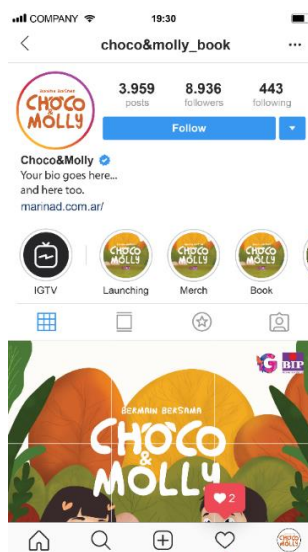 COMPANY 19:30
choco&molly_book
BERMAIN BERSAMA
CHOCO
&
MOLLY
3.959 8.936 443
posts followers following
Follow
Choco&Molly
Your bio goes here...
and here too.
marinad.com.ar/
CHOCO
&
MOLLY
CHOCO
&
MOLLY
CHOCO
&
MOLLY
IGTV Launching Merch Book
G BIP
BERMAIN BERSAMA
CHOCO
&
MOLLY
2
CHOCO
&
MOLLY